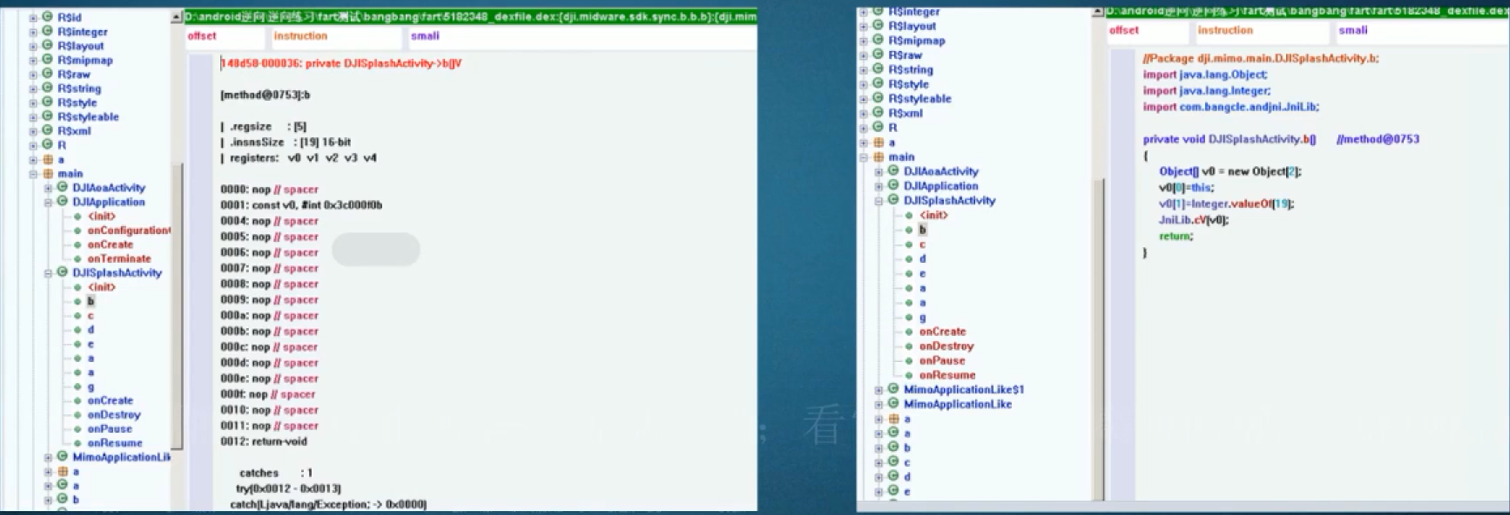 R$id
R$integer
R$layout
R$mipmap
R$raw
R$string
R$style
R$styleable
R$xml
R
a
main
DJIAoaActivity
DJIApplication
<init>
onConfiguration
onCreate
onTerminate
DJISplashActivity
<init>
b
c
d
e
a
a
g
onCreate
onDestroy
onPause
onResume
MimoApplicationLik
a
a
b
D:\android逆向\逆向练习\fart测试\bangbang\fart\5182348_dexfile.dex:[dji.midware.sdk.sync.b.b.b]:[dji.mim
offset instruction smali
148d58-000036: private DJISplashActivity->b()V
[method@0753]:b
| .regsize : [5]
| .insnsSize : [19] 16-bit
| registers: v0 v1 v2 v3 v4
0000: nop // spacer
0001: const v0, #int 0x3c000f0b
0004: nop // spacer
0005: nop // spacer
0006: nop // spacer
0007: nop // spacer
0008: nop // spacer
0009: nop // spacer
000a: nop // spacer
000b: nop // spacer
000c: nop // spacer
000d: nop // spacer
000e: nop // spacer
000f: nop // spacer
0010: nop // spacer
0011: nop // spacer
0012: return-void
catches : 1
try(0x0012 - 0x0013)
catch(Ljava/lang/Exception; -> 0x0000)
R$integer
R$layout
R$mipmap
R$raw
R$string
R$style
R$styleable
R$xml
R
a
main
DJIAoaActivity
DJIApplication
DJISplashActivity
<init>
b
c
d
e
a
a
g
onCreate
onDestroy
onPause
onResume
MimoApplicationLike$1
MimoApplicationLike
a
a
b
c
d
e
D:\android逆向\逆向练习\fart测试\bangbang\fart\fart\5182348_dexfile.dex
offset instruction smali
//Package dji.mimo.main.DJISplashActivity.b;
import java.lang.Object;
import java.lang.Integer;
import com.bangcle.andjni.JniLib;
private void DJISplashActivity.b() //method@0753
{
Object[] v0 = new Object[2];
v0[0]=this;
v0[1]=Integer.valueOf(19);
JniLib.cV(v0);
return;
}
; 看